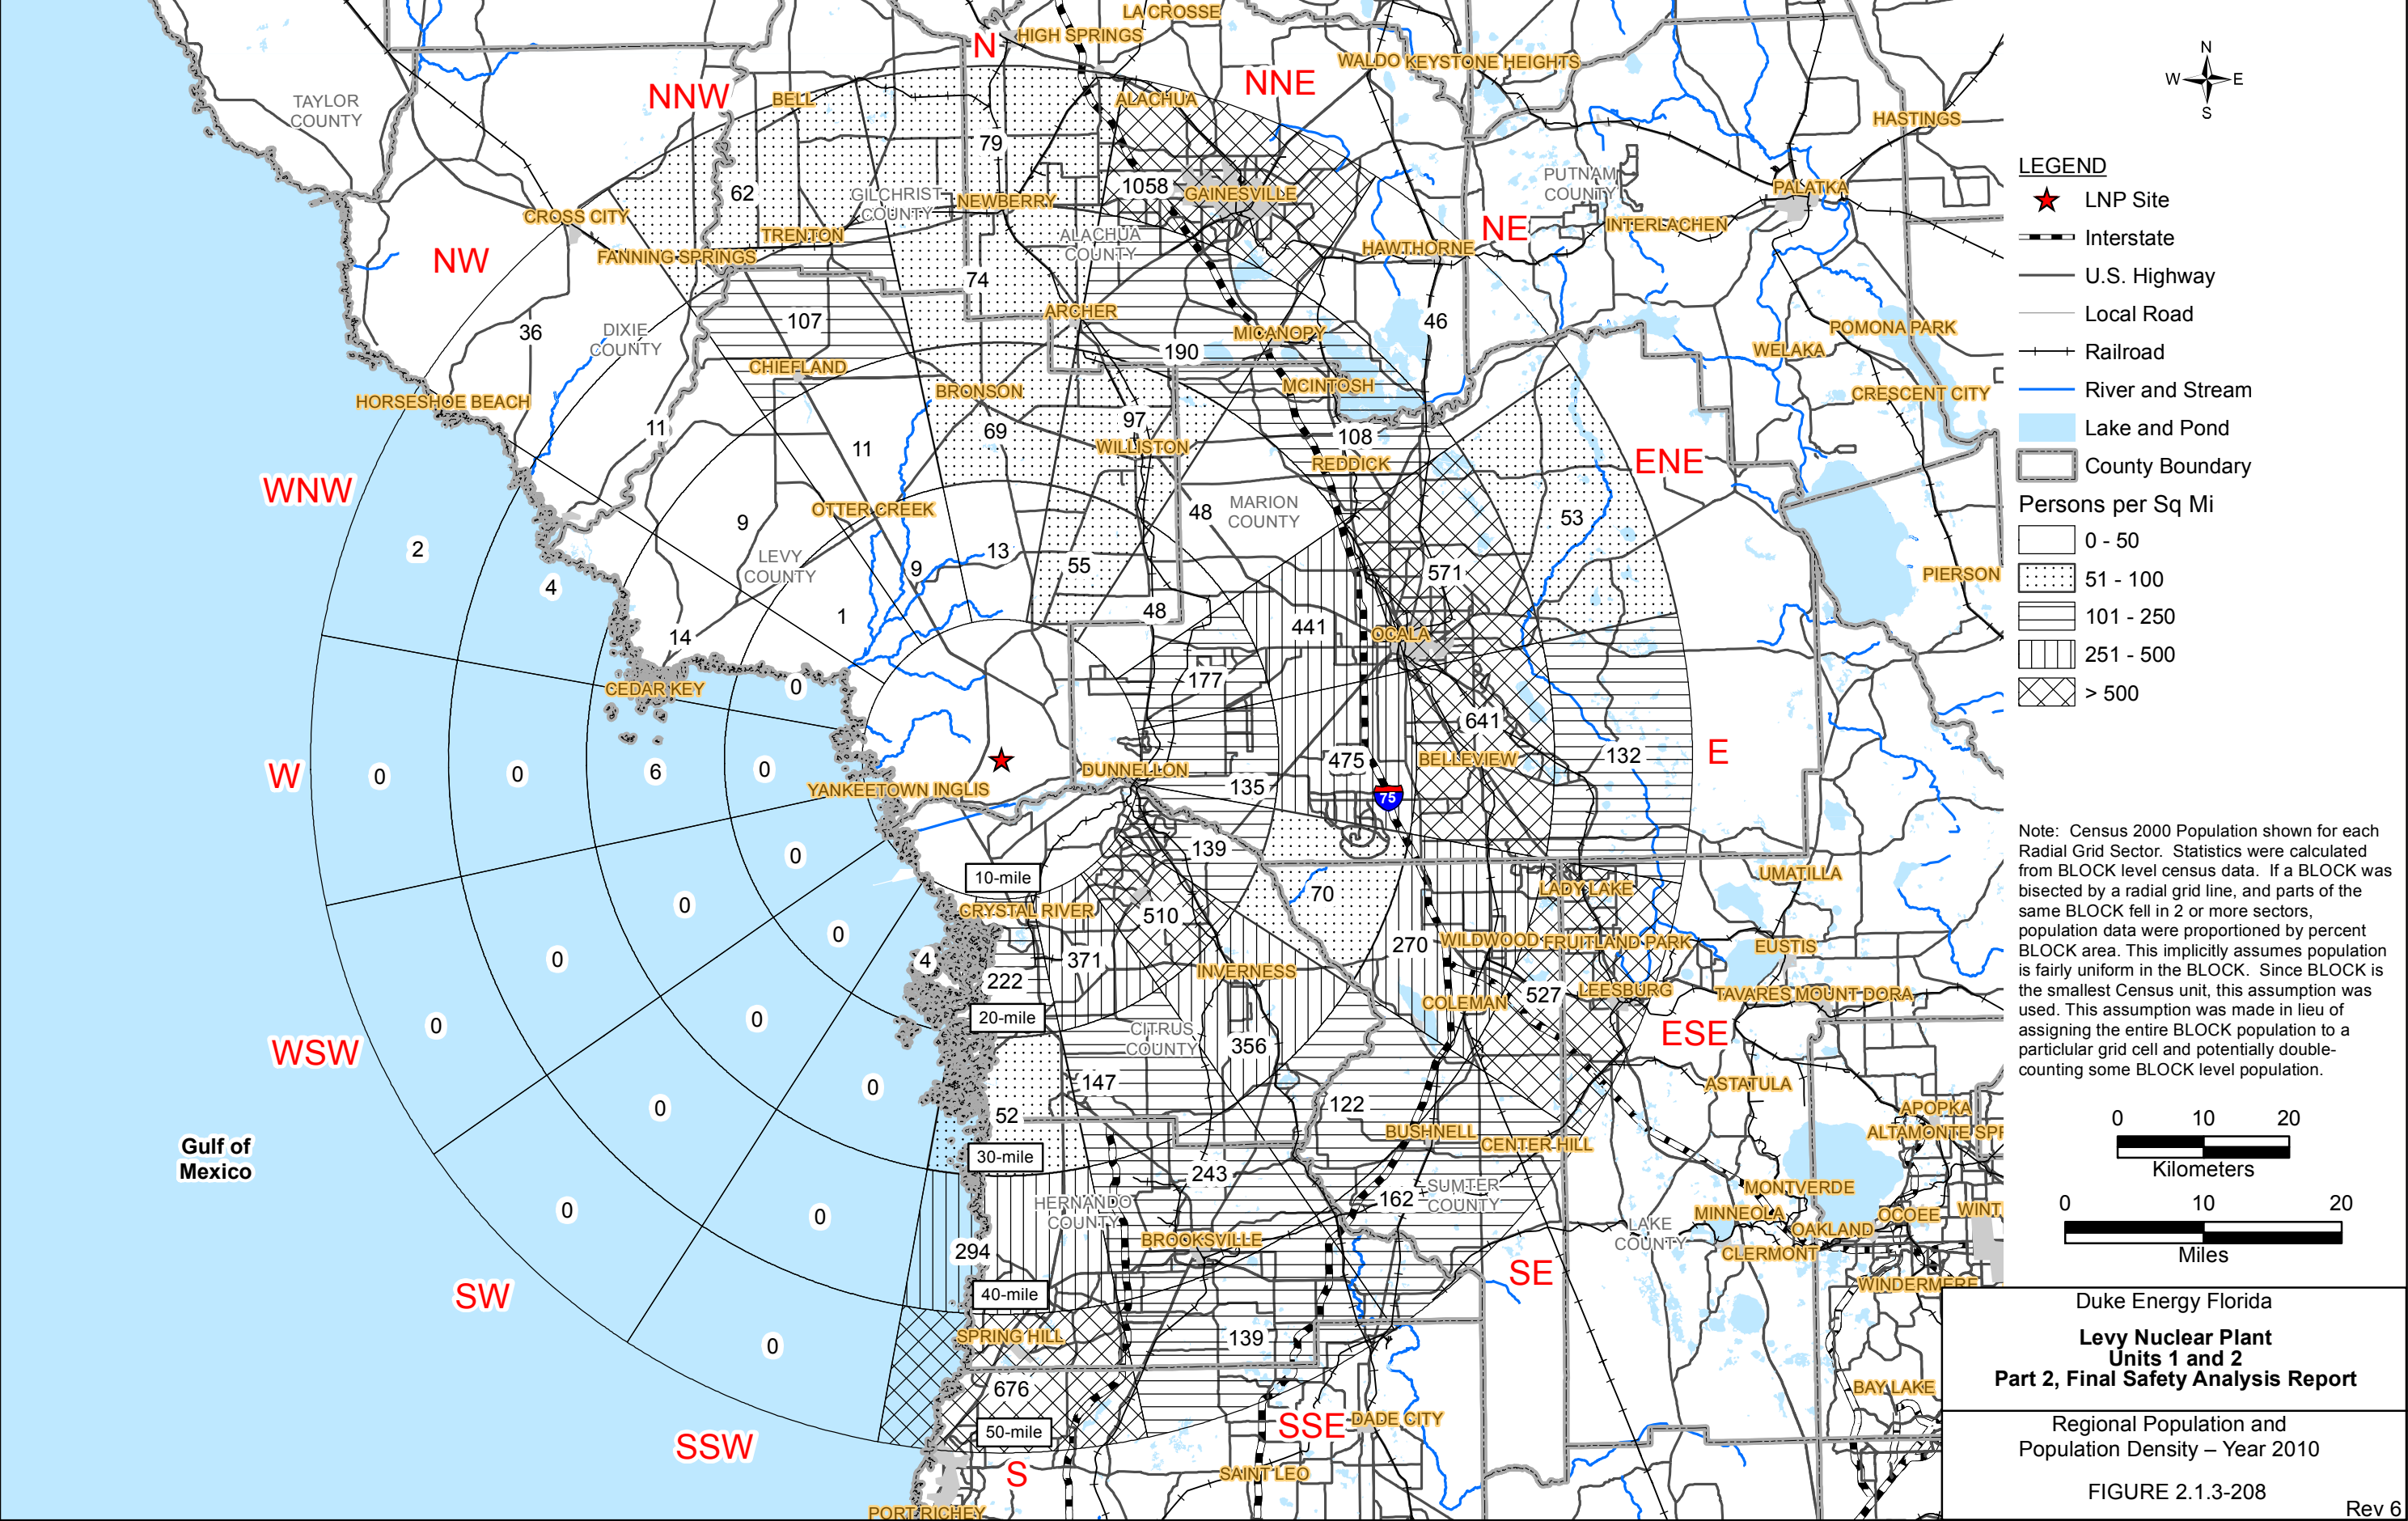 LA CROSSE
HIGH SPRINGS
N
WALDO
KEYSTONE HEIGHTS
NNE
NNW
BELL
ALACHUA
TAYLOR
COUNTY
HASTINGS
79
PUTNAM
COUNTY
62
GILCHRIST
COUNTY
1058
GAINESVILLE
PALATKA
NEWBERRY
CROSS CITY
NE
INTERLACHEN
TRENTON
ALACHUA
COUNTY
HAWTHORNE
FANNING SPRINGS
NW
74
107
ARCHER
46
36
DIXIE
COUNTY
MICANOPY
POMONA PARK
190
WELAKA
CHIEFLAND
MCINTOSH
BRONSON
CRESCENT CITY
HORSESHOE BEACH
97
11
69
108
11
WILLISTON
REDDICK
ENE
WNW
OTTER CREEK
48
MARION
COUNTY
53
9
2
13
LEVY
COUNTY
9
55
571
PIERSON
4
48
1
441
OCALA
14
177
CEDAR KEY
0
641
E
132
BELLEVIEW
475
W
0
0
6
0
DUNNELLON
135
YANKEETOWN
INGLIS
75
139
0
10-mile
UMATILLA
LADY LAKE
70
0
CRYSTAL RIVER
510
0
WILDWOOD
FRUITLAND PARK
EUSTIS
270
0
4
371
INVERNESS
222
527
LEESBURG
TAVARES
MOUNT DORA
COLEMAN
20-mile
0
0
ESE
WSW
CITRUS
COUNTY
356
147
0
ASTATULA
0
52
122
APOPKA
BUSHNELL
CENTER HILL
ALTAMONTE SPR
Gulf of
Mexico
30-mile
243
162
SUMTER
COUNTY
MONTVERDE
0
0
HERNANDO
COUNTY
MINNEOLA
OCOEE
WINT
LAKE
COUNTY
OAKLAND
294
BROOKSVILLE
CLERMONT
SE
WINDERMERE
SW
40-mile
0
SPRING HILL
139
676
BAY LAKE
50-mile
SSE
DADE CITY
SSW
S
SAINT LEO
PORT RICHEY
N
W E
S
LEGEND
LNP Site
Interstate
U.S. Highway
Local Road
Railroad
River and Stream
Lake and Pond
County Boundary
Persons per Sq Mi
0 - 50
51 - 100
101 - 250
251 - 500
> 500
Note: Census 2000 Population shown for each
Radial Grid Sector. Statistics were calculated
from BLOCK level census data. If a BLOCK was
bisected by a radial grid line, and parts of the
same BLOCK fell in 2 or more sectors,
population data were proportioned by percent
BLOCK area. This implicitly assumes population
is fairly uniform in the BLOCK. Since BLOCK is
the smallest Census unit, this assumption was
used. This assumption was made in lieu of
assigning the entire BLOCK population to a
particlular grid cell and potentially double-
counting some BLOCK level population.
0 10 20
Kilometers
0 10 20
Miles
Duke Energy Florida
Levy Nuclear Plant
Units 1 and 2
Part 2, Final Safety Analysis Report
Regional Population and
Population Density – Year 2010
FIGURE 2.1.3-208
Rev 6